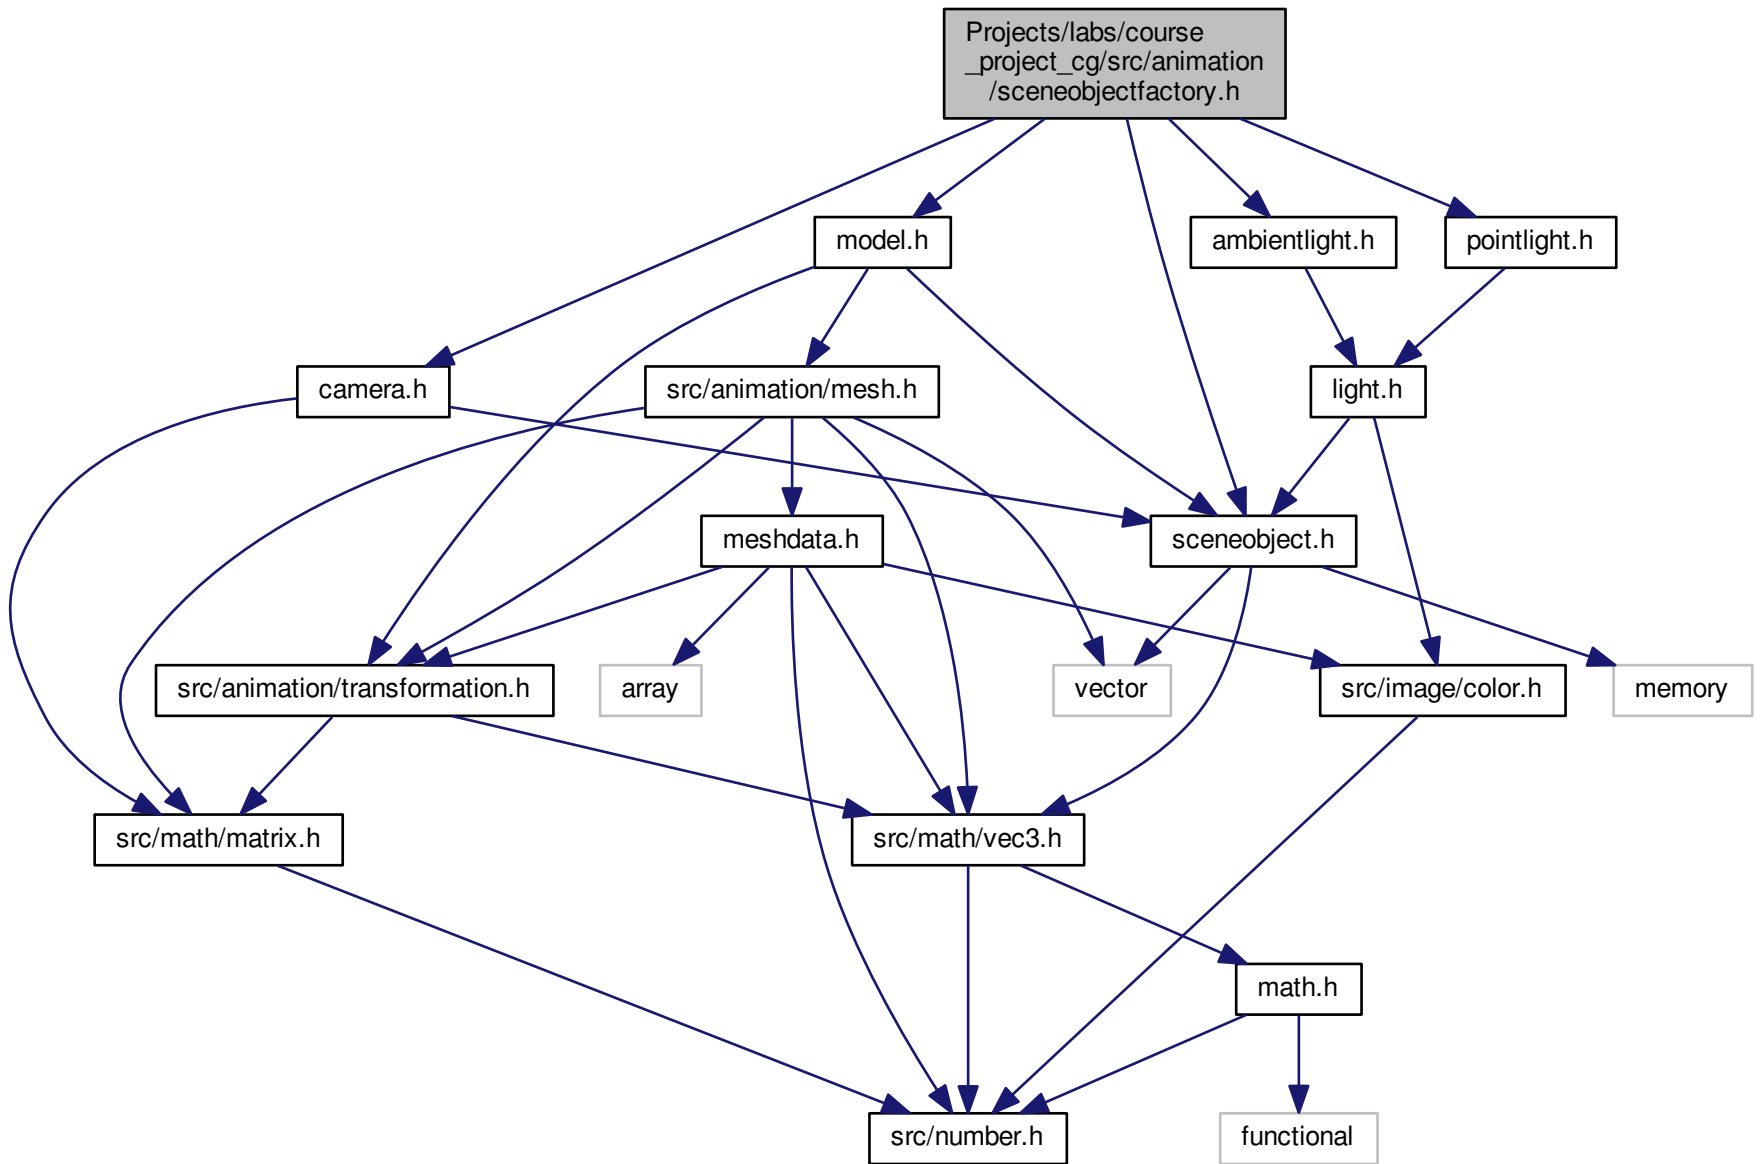 Projects/labs/course
_project_cg/src/animation
/sceneobjectfactory.h
model.h
ambientlight.h
pointlight.h
camera.h
src/animation/mesh.h
light.h
meshdata.h
sceneobject.h
src/animation/transformation.h
array
vector
src/image/color.h
memory
src/math/matrix.h
src/math/vec3.h
math.h
src/number.h
functional